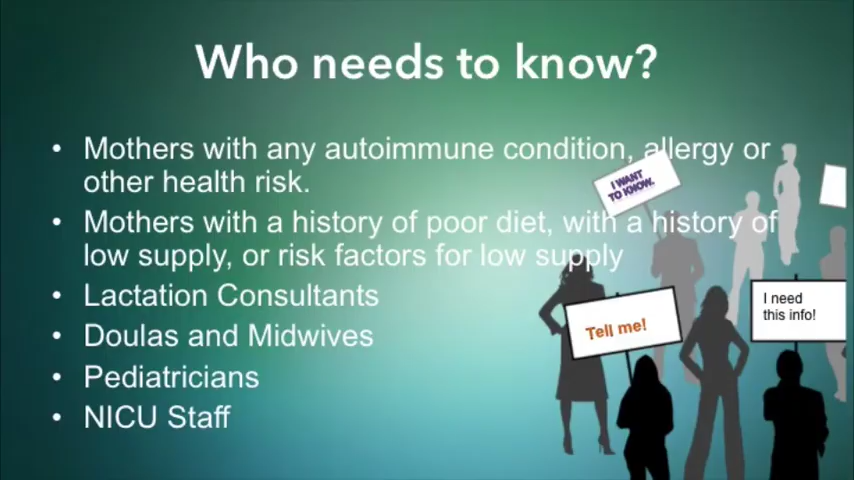 Who needs to know?
• Mothers with any autoimmune condition, allergy or
other health risk.
• Mothers with a history of poor diet, with a history of
low supply, or risk factors for low supply
• Lactation Consultants
• Doulas and Midwives
• Pediatricians
• NICU Staff
I WANT
TO KNOW.
Tell me!
I need
this info!